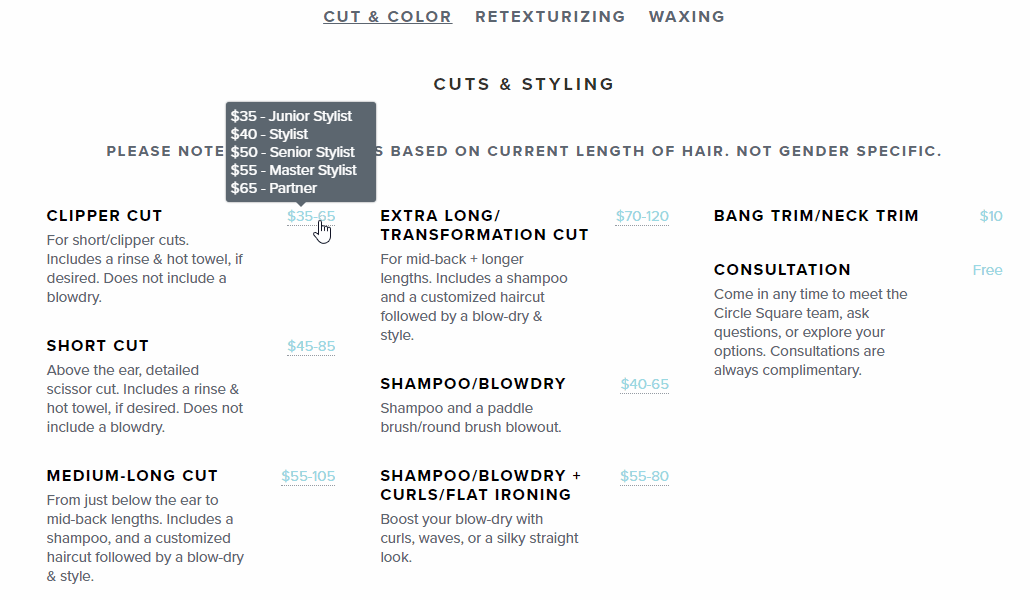 CUT & COLOR RETEXTURIZING WAXING
CUTS & STYLING
$35 - Junior Stylist
$40 - Stylist
$50 - Senior Stylist
$55 - Master Stylist
$65 - Partner
PLEASE NOTE S BASED ON CURRENT LENGTH OF HAIR. NOT GENDER SPECIFIC.
CLIPPER CUT $35-65
For short/clipper cuts.
Includes a rinse & hot towel, if
desired. Does not include a
blowdry.
SHORT CUT $45-85
Above the ear, detailed
scissor cut. Includes a rinse &
hot towel, if desired. Does not
include a blowdry.
MEDIUM-LONG CUT $55-105
From just below the ear to
mid-back lengths. Includes a
shampoo, and a customized
haircut followed by a blow-dry
& style.
EXTRA LONG/ $70-120
TRANSFORMATION CUT
For mid-back + longer
lengths. Includes a shampoo
and a customized haircut
followed by a blow-dry &
style.
SHAMPOO/BLOWDRY $40-65
Shampoo and a paddle
brush/round brush blowout.
SHAMPOO/BLOWDRY + $55-80
CURLS/FLAT IRONING
Boost your blow-dry with
curls, waves, or a silky straight
look.
BANG TRIM/NECK TRIM $10
CONSULTATION Free
Come in any time to meet the
Circle Square team, ask
questions, or explore your
options. Consultations are
always complimentary.